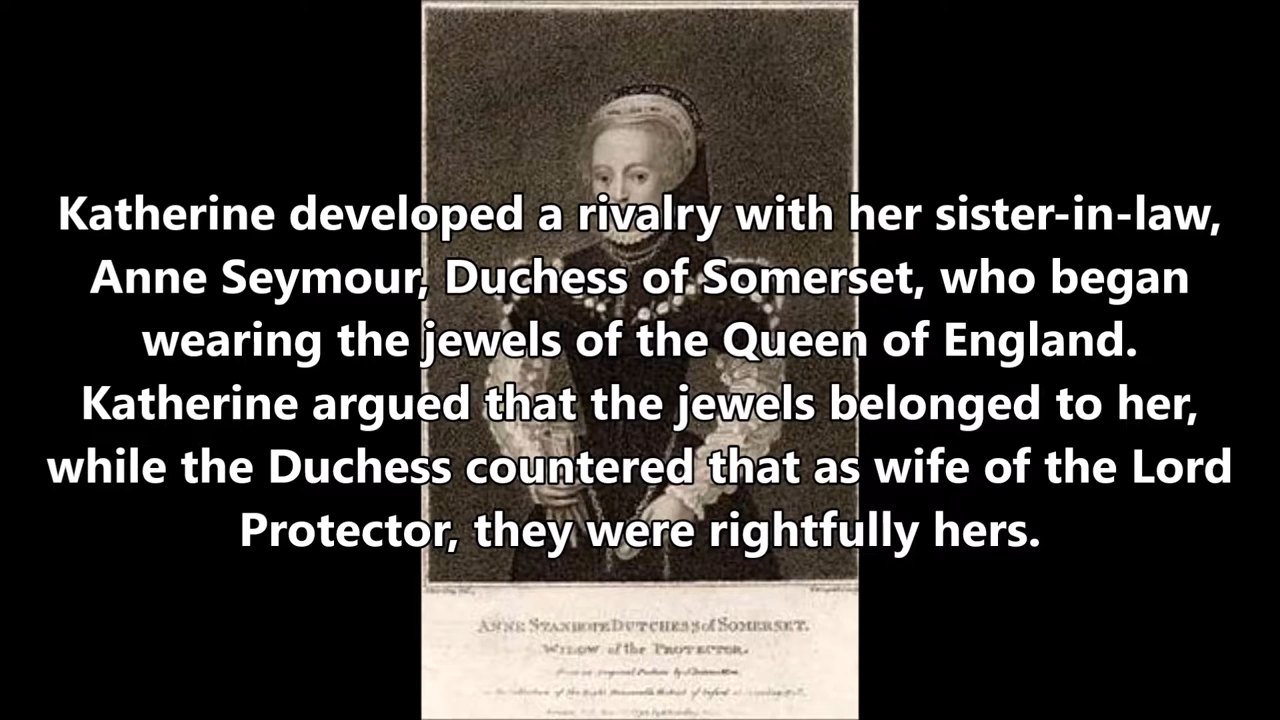 Katherine developed a rivalry with her sister-in-law,
Anne Seymour, Duchess of Somerset, who began
wearing the jewels of the Queen of England.
Katherine argued that the jewels belonged to her,
while the Duchess countered that as wife of the Lord
Protector, they were rightfully hers.
ANNE STANHOPE DUTCHESS of SOMERSET.
WIDOW of the PROTECTOR.